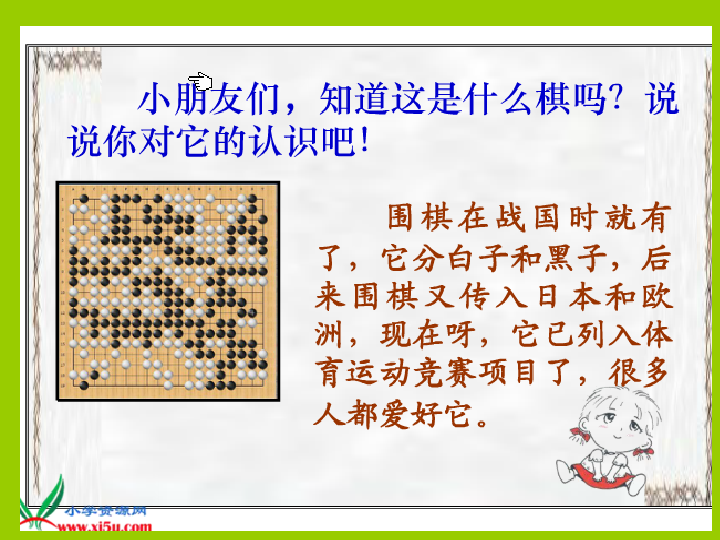 小朋友们，知道这是什么棋吗？说
说你对它的认识吧！
围棋在战国时就有
了，它分白子和黑子，后
来围棋又传入日本和欧
洲，现在呀，它已列入体
育运动竞赛项目了，很多
人都爱好它。
小学资源网
www.xj5u.com